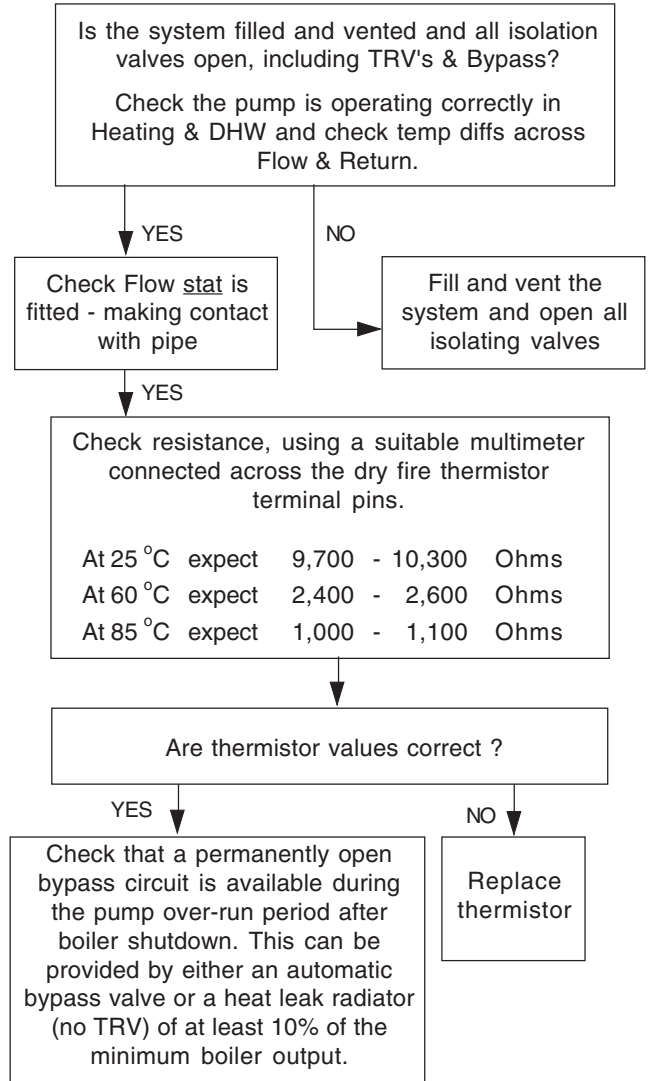 Is the system filled and vented and all isolation
valves open, including TRV's & Bypass?
Check the pump is operating correctly in
Heating & DHW and check temp diffs across
Flow & Return.
YES
NO
Check Flow stat is
fitted - making contact
with pipe
Fill and vent the
system and open all
isolating valves
YES
Check resistance, using a suitable multimeter
connected across the dry fire thermistor
terminal pins.
At 25 °C expect 9,700 - 10,300 Ohms
At 60 °C expect 2,400 - 2,600 Ohms
At 85 °C expect 1,000 - 1,100 Ohms
Are thermistor values correct ?
YES
NO
Check that a permanently open
bypass circuit is available during
the pump over-run period after
boiler shutdown. This can be
provided by either an automatic
bypass valve or a heat leak radiator
(no TRV) of at least 10% of the
minimum boiler output.
Replace
thermistor